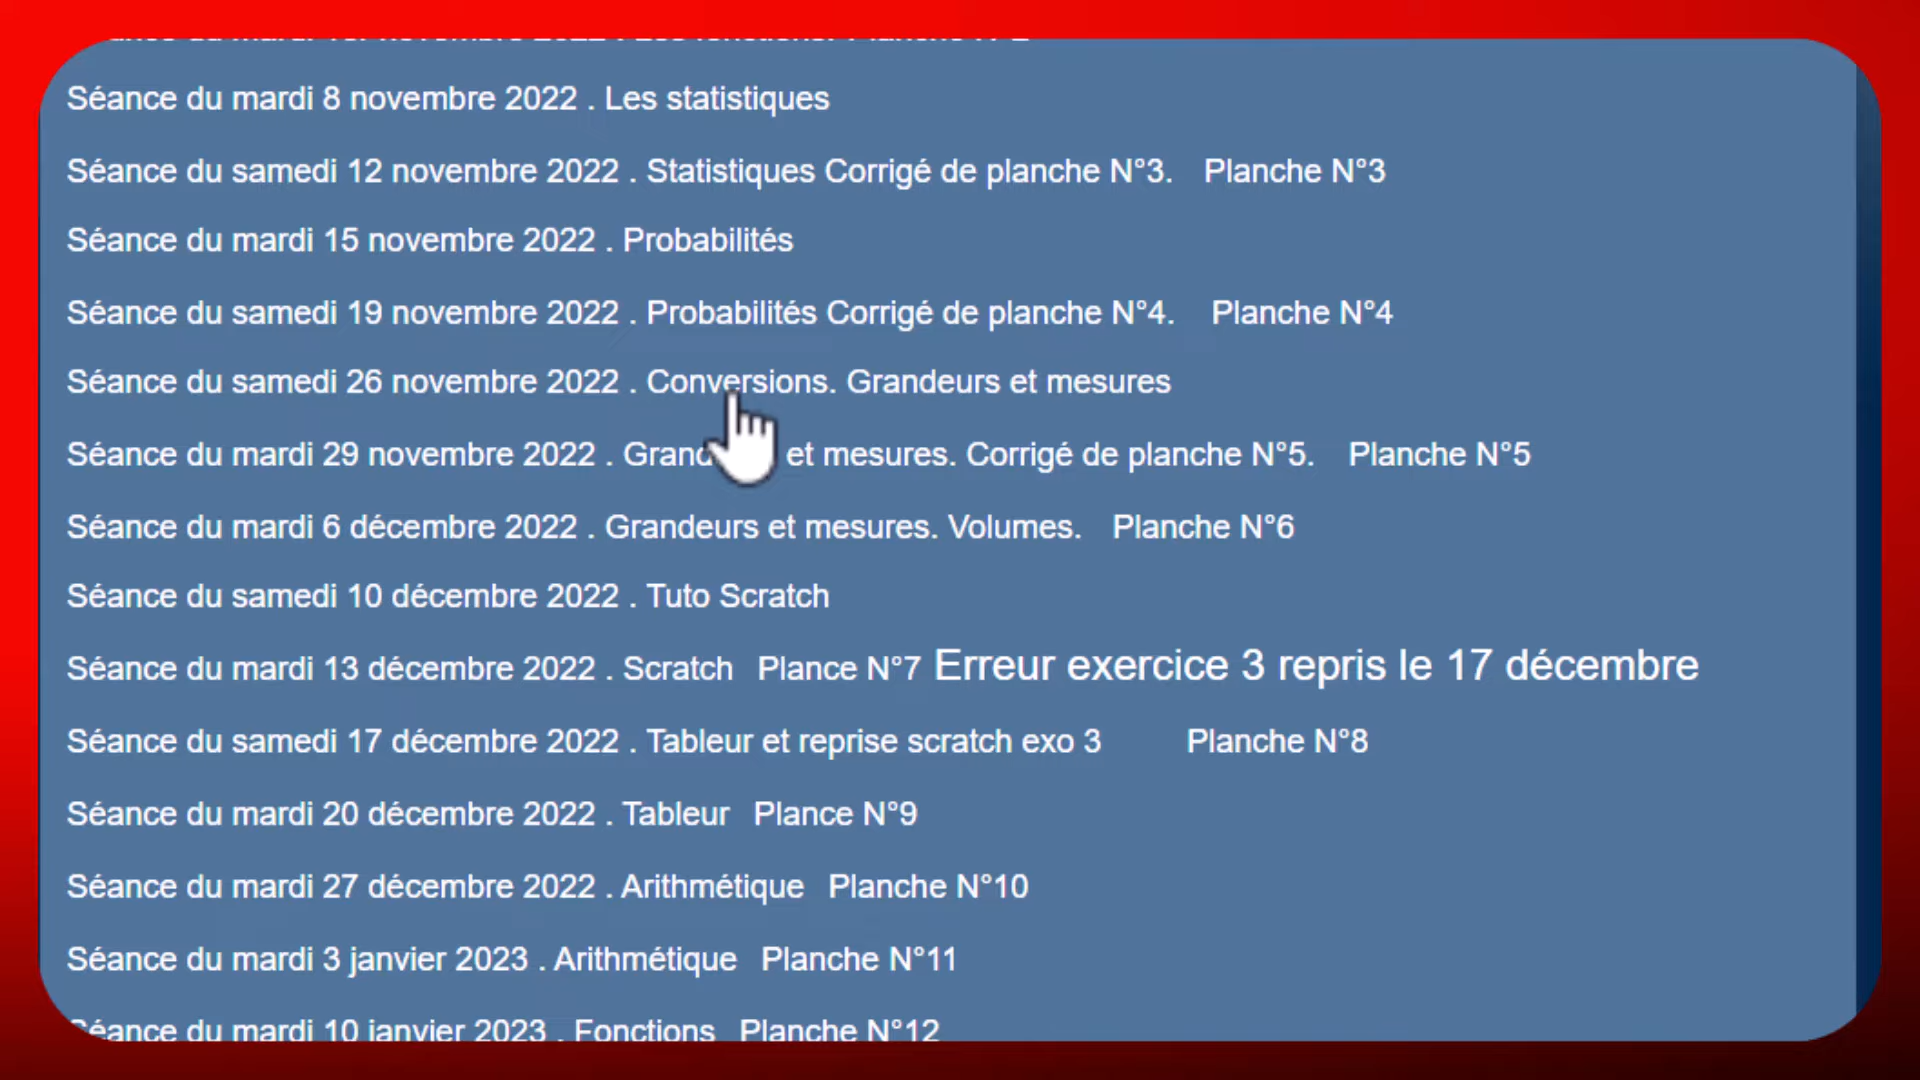 Séance du mardi 8 novembre 2022 . Les statistiques
Séance du samedi 12 novembre 2022 . Statistiques Corrigé de planche N°3. Planche N°3
Séance du mardi 15 novembre 2022 . Probabilités
Séance du samedi 19 novembre 2022 . Probabilités Corrigé de planche N°4. Planche N°4
Séance du samedi 26 novembre 2022 . Conversions. Grandeurs et mesures
Séance du mardi 29 novembre 2022 . et mesures. Corrigé de planche N°5. Planche N°5
Séance du mardi 6 décembre 2022 . Grandeurs et mesures. Volumes. Planche N°6
Séance du samedi 10 décembre 2022 . Tuto Scratch
Séance du mardi 13 décembre 2022 . Scratch Plance N°7 Erreur exercice 3 repris le 17 décembre
Séance du samedi 17 décembre 2022 . Tableur et reprise scratch exo 3 Planche N°8
Séance du mardi 20 décembre 2022 . Tableur Plance N°9
Séance du mardi 27 décembre 2022 . Arithmétique Planche N°10
Séance du mardi 3 janvier 2023 . Arithmétique Planche N°11
Séance du mardi 10 janvier 2023 . Fonctions Planche N°12